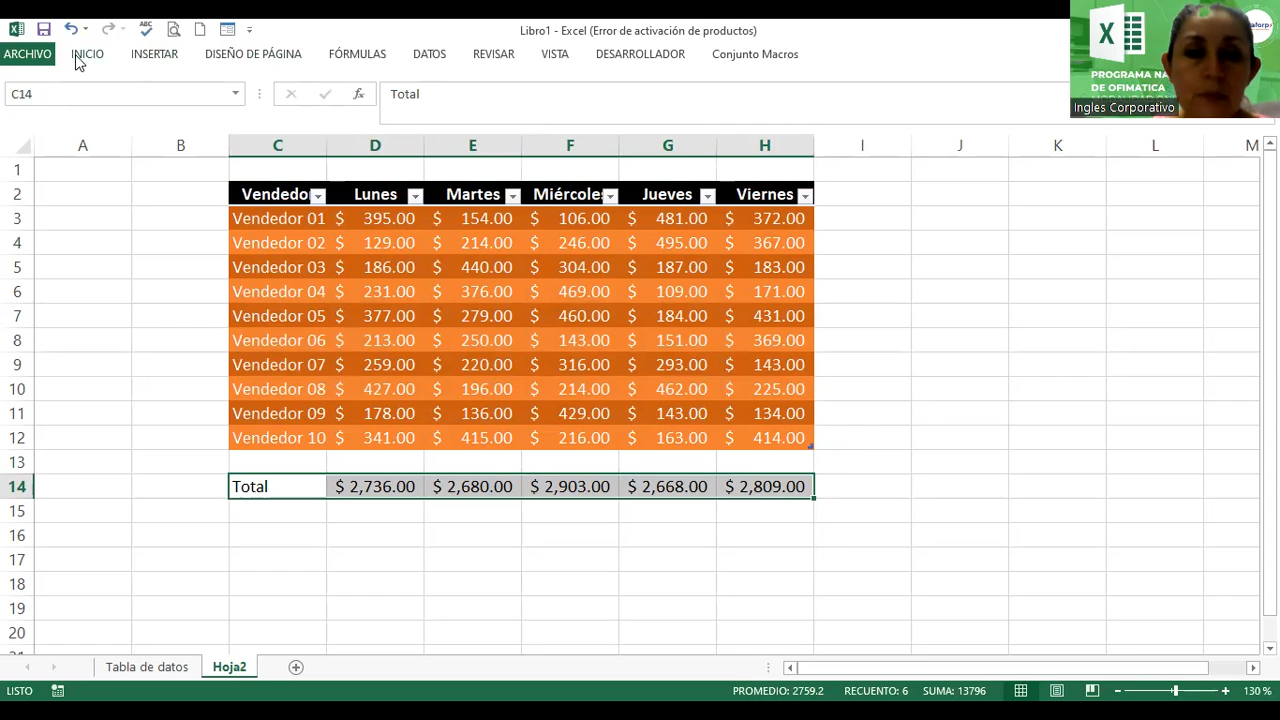 Libro1 - Excel (Error de activación de productos)
ARCHIVO INICIO INSERTAR DISEÑO DE PÁGINA FÓRMULAS DATOS REVISAR VISTA DESARROLLADOR Conjunto Macros
PROGRAMA NA
DE OFIMATICA
Ingles Corporativo
C14 fx Total
A B C D E F G H I J K L M
1
2 Lunes Martes Jueves Viernes
3 Vendedor 01 $ 395.00 $ 154.00 $ 106.00 $ 481.00 $ 372.00
4 Vendedor 02 $ 129.00 $ 214.00 $ 246.00 $ 495.00 $ 367.00
5 Vendedor 03 $ 186.00 $ 440.00 $ 304.00 $ 187.00 $ 183.00
6 Vendedor 04 $ 231.00 $ 376.00 $ 469.00 $ 109.00 $ 171.00
7 Vendedor 05 $ 377.00 $ 279.00 $ 460.00 $ 184.00 $ 431.00
8 Vendedor 06 $ 213.00 $ 250.00 $ 143.00 $ 151.00 $ 369.00
9 Vendedor 07 $ 259.00 $ 220.00 $ 316.00 $ 293.00 $ 143.00
10 Vendedor 08 $ 427.00 $ 196.00 $ 214.00 $ 462.00 $ 225.00
11 Vendedor 09 $ 178.00 $ 136.00 $ 429.00 $ 143.00 $ 134.00
12 Vendedor 10 $ 341.00 $ 415.00 $ 216.00 $ 163.00 $ 414.00
13
14 Total $ 2,736.00 $ 2,680.00 $ 2,903.00 $ 2,668.00 $ 2,809.00
15
16
17
18
19
20
Tabla de datos Hoja2
LISTO PROMEDIO: 2759.2 RECUENTO: 6 SUMA: 13796 130 %